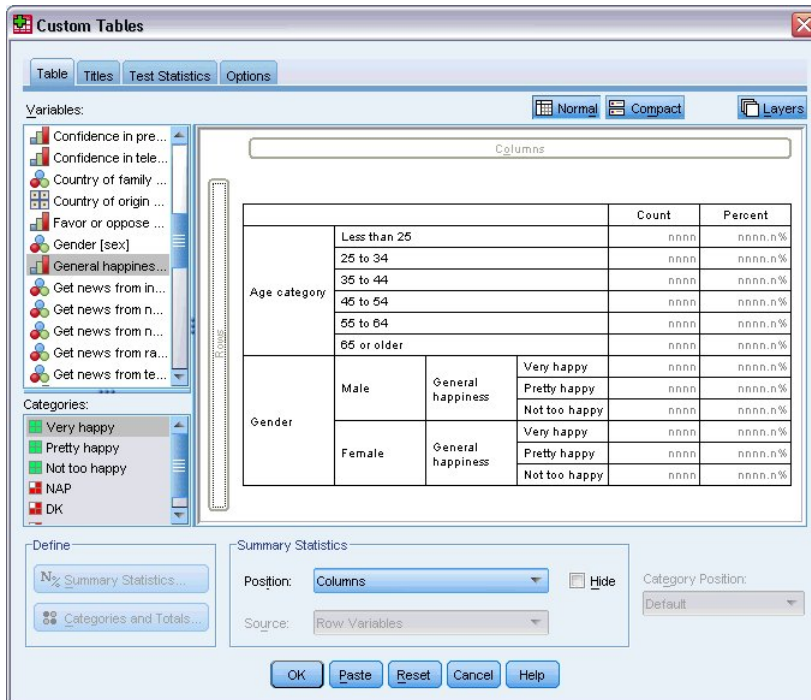 Custom Tables
Table Titles Test Statistics Options
Variables:
Normal Compact Layers
Confidence in pre...
Confidence in tele...
Country of family ...
Country of origin ...
Favor or oppose ...
Gender [sex]
General happines...
Get news from in...
Get news from n...
Get news from n...
Get news from ra...
Get news from te...
Categories:
Very happy
Pretty happy
Not too happy
NAP
DK
Columns
Rows
Count Percent
Age category Less than 25 nnnn nnnn.n%
25 to 34 nnnn nnnn.n%
35 to 44 nnnn nnnn.n%
45 to 54 nnnn nnnn.n%
55 to 64 nnnn nnnn.n%
65 or older nnnn nnnn.n%
Gender Male General happiness Very happy nnnn nnnn.n%
Pretty happy nnnn nnnn.n%
Not too happy nnnn nnnn.n%
Female General happiness Very happy nnnn nnnn.n%
Pretty happy nnnn nnnn.n%
Not too happy nnnn nnnn.n%
Define
N% Summary Statistics...
Categories and Totals...
Summary Statistics
Position: Columns Hide
Source: Row Variables
Category Position:
Default
OK Paste Reset Cancel Help